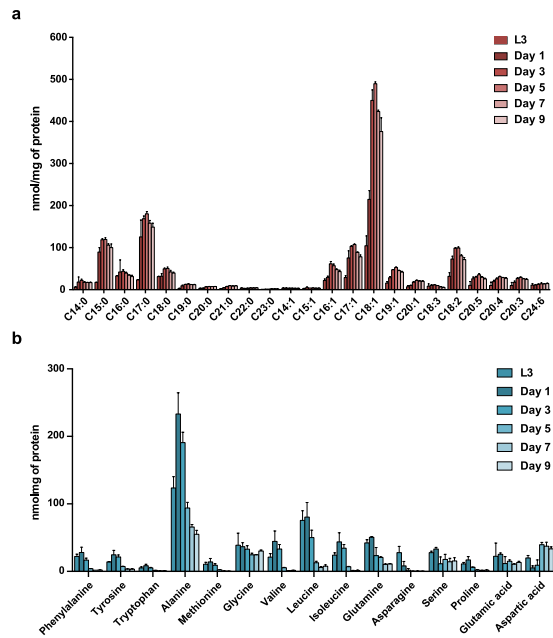 a
600
500
400
300
200
100
0
nmol/mg of protein
L3
Day 1
Day 3
Day 5
Day 7
Day 9
C14:0 C15:0 C16:0 C17:0 C18:0 C19:0 C20:0 C21:0 C22:0 C23:0 C14:1 C15:1 C16:1 C17:1 C18:1 C19:1 C20:1 C18:3 C18:2 C20:5 C20:4 C20:3 C24:6
b
300
200
100
0
nmolmg of protein
L3
Day 1
Day 3
Day 5
Day 7
Day 9
Phenylalanine Tyrosine Tryptophan Alanine Methionine Glycine Valine Leucine Isoleucine Glutamine Asparagine Serine Proline Glutamic acid Aspartic acid